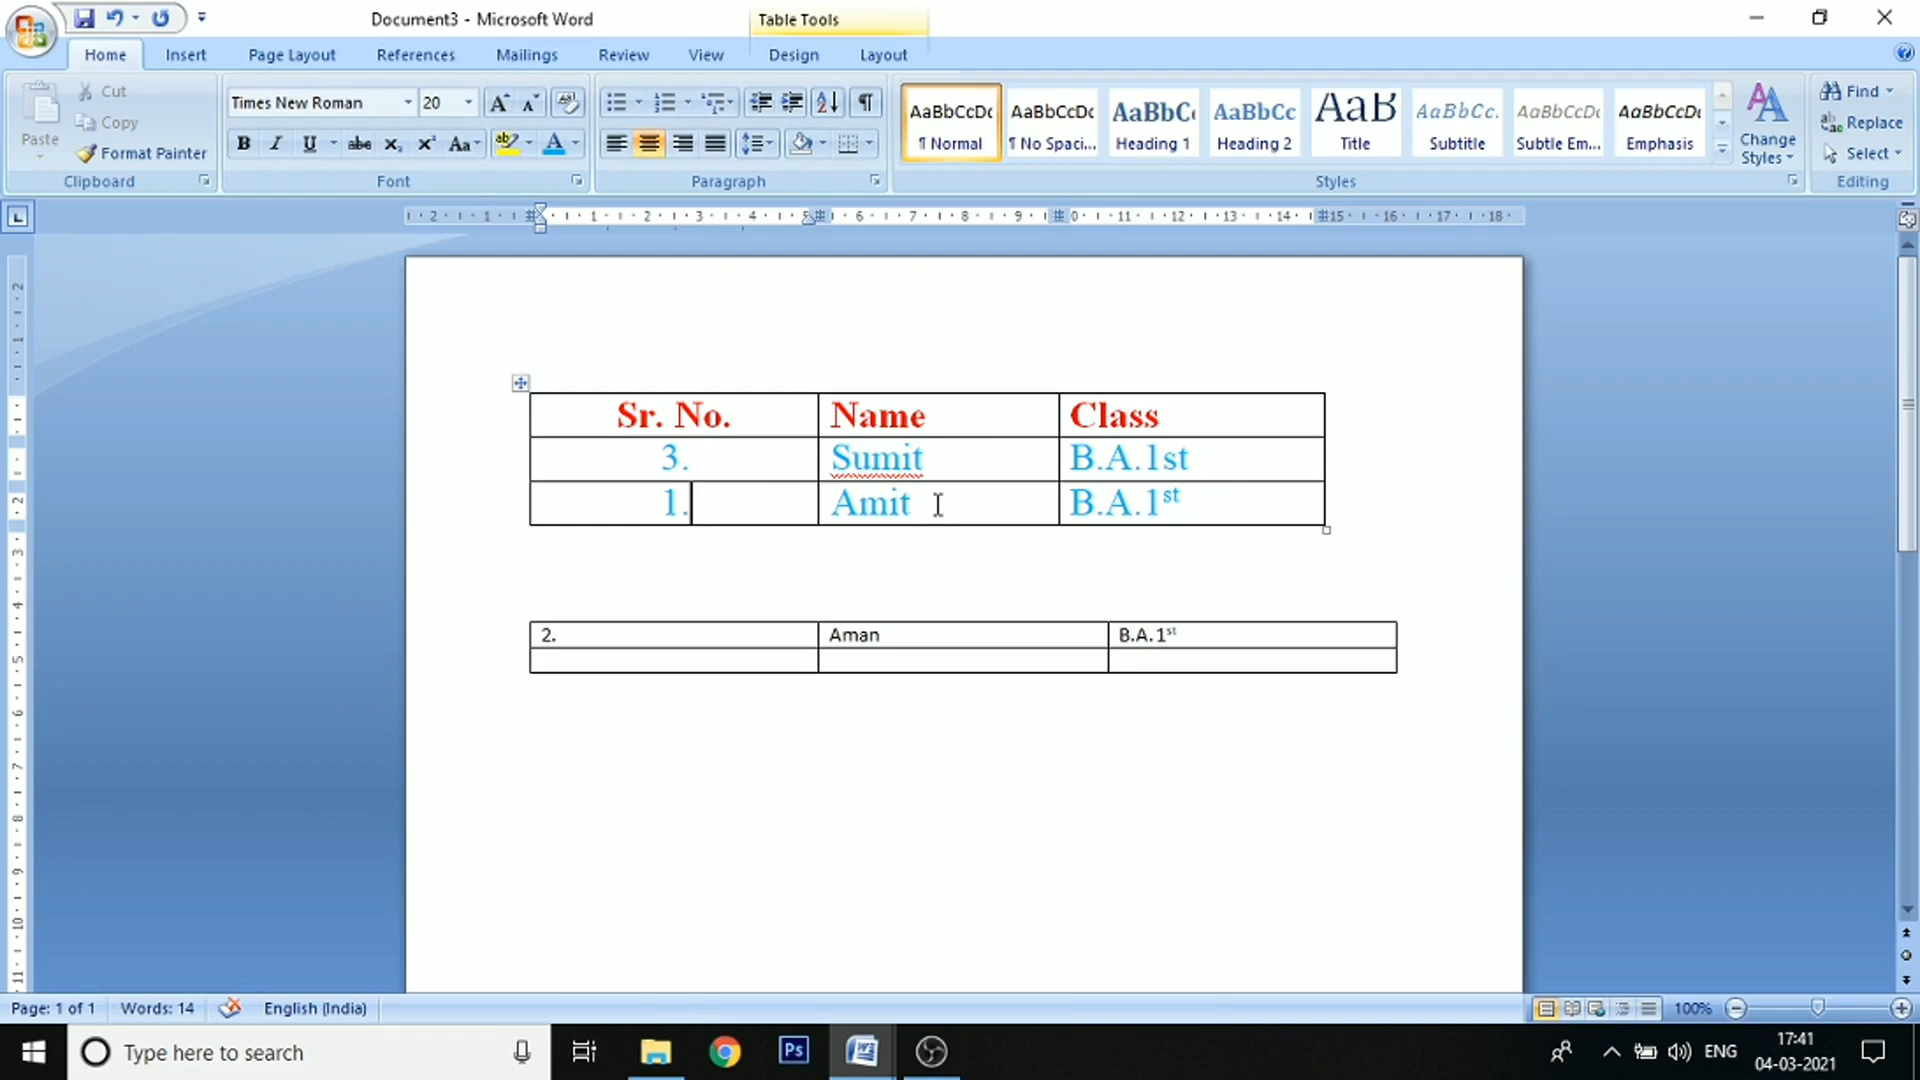 Document3 - Microsoft Word
Table Tools
Home Insert Page Layout References Mailings Review View Design Layout
Paste
Cut
Copy
Format Painter
Clipboard
Times New Roman 20
Font
Paragraph
AaBbCcDc AaBbCcDc AaBbC AaBbCc AaB AaBbCc. AaBbCcDc AaBbCcDc
¶ Normal ¶ No Spaci... Heading 1 Heading 2 Title Subtitle Subtle Em... Emphasis
Change Styles
Styles
Find
Replace
Select
Editing
Sr. No. Name Class
3. Sumit B.A.1st
1. Amit B.A.1st
2. Aman B.A.1st
Page: 1 of 1 Words: 14 English (India) 100%
Type here to search
Ps
ENG
17:41
04-03-2021